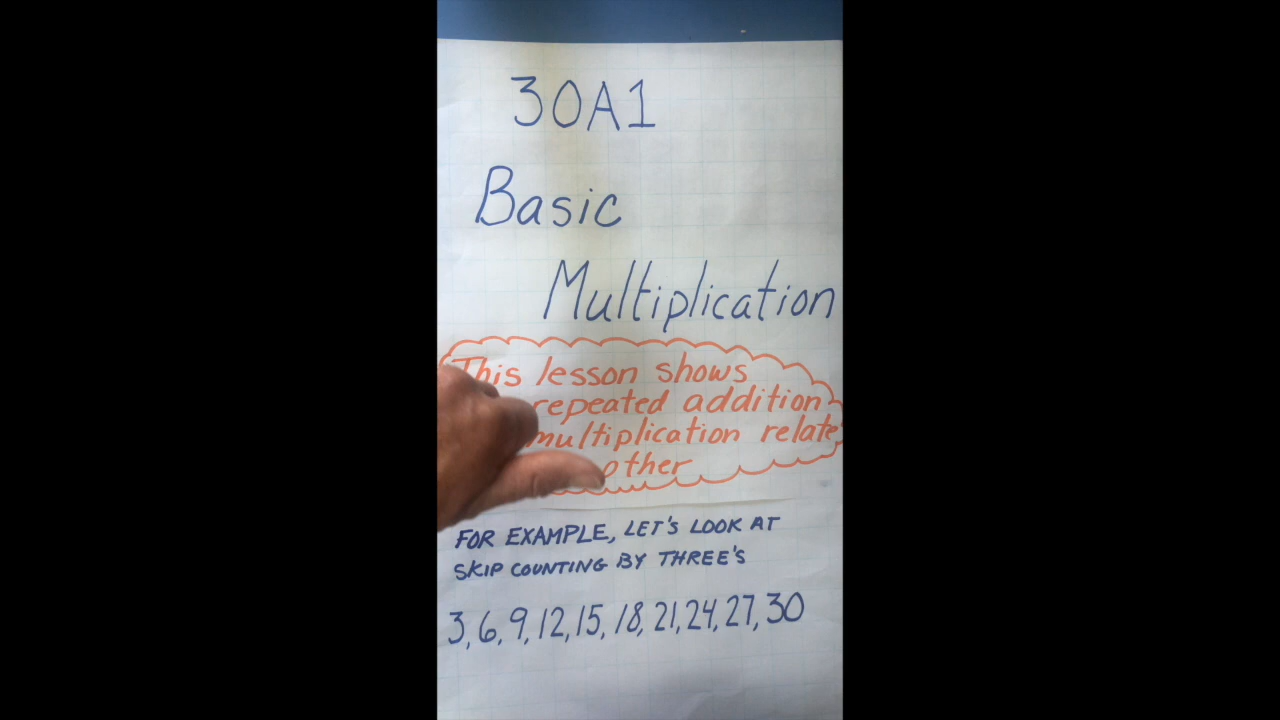 30A1
Basic
Multiplication
This lesson shows
repeated addition
multiplication relate
other
FOR EXAMPLE, LET'S LOOK AT
SKIP COUNTING BY THREE'S
3, 6, 9, 12, 15, 18, 21, 24, 27, 30